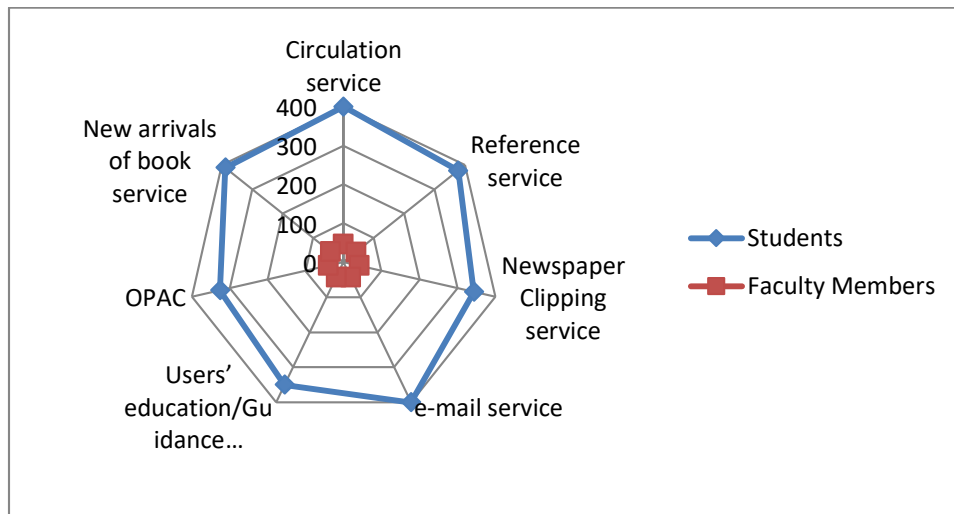 Circulation
service
400
300
200
100
0
Reference
service
Newspaper
Clipping
service
e-mail service
Users’
education/Gu
idance…
OPAC
New arrivals
of book
service
Students
Faculty Members